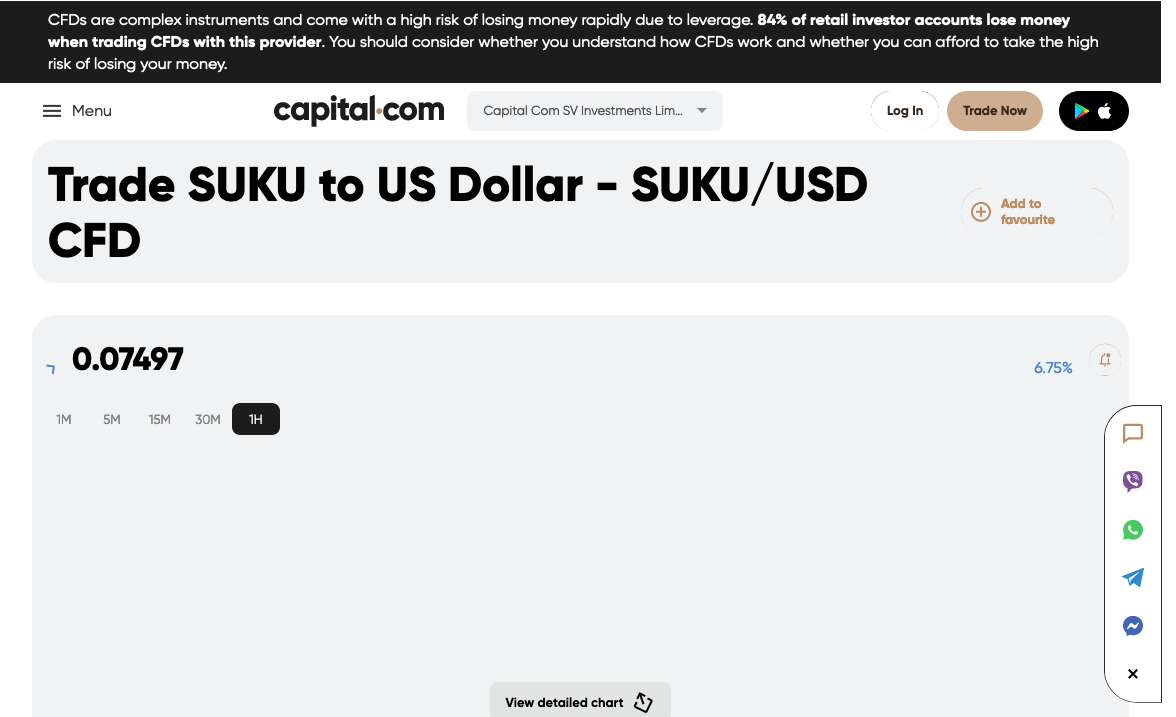 CFDs are complex instruments and come with a high risk of losing money rapidly due to leverage. 84% of retail investor accounts lose money
when trading CFDs with this provider. You should consider whether you understand how CFDs work and whether you can afford to take the high
risk of losing your money.
Menu
capital.com
Capital Com SV Investments Lim...
Log In
Trade Now
Trade SUKU to US Dollar - SUKU/USD
CFD
Add to
favourite
0.07497
6.75%
1M 5M 15M 30M 1H
View detailed chart